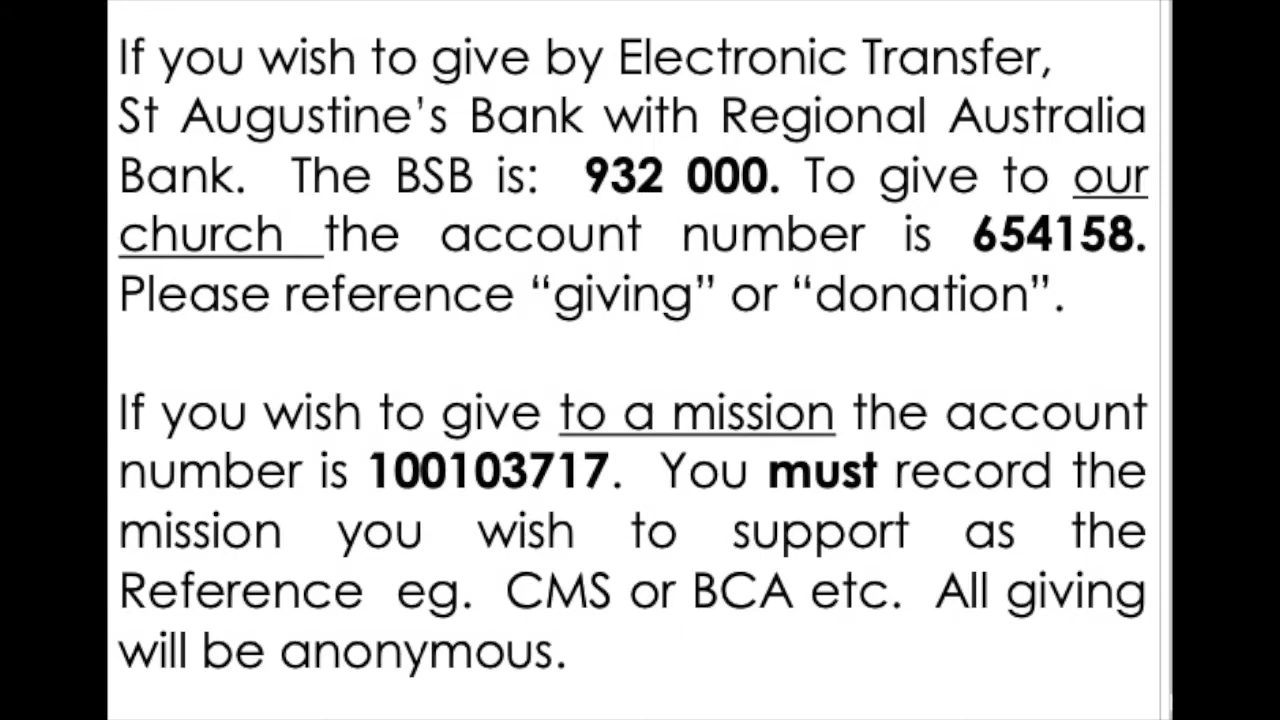 If you wish to give by Electronic Transfer,
St Augustine’s Bank with Regional Australia
Bank. The BSB is: 932 000. To give to our
church the account number is 654158.
Please reference “giving” or “donation”.
If you wish to give to a mission the account
number is 100103717. You must record the
mission you wish to support as the
Reference eg. CMS or BCA etc. All giving
will be anonymous.